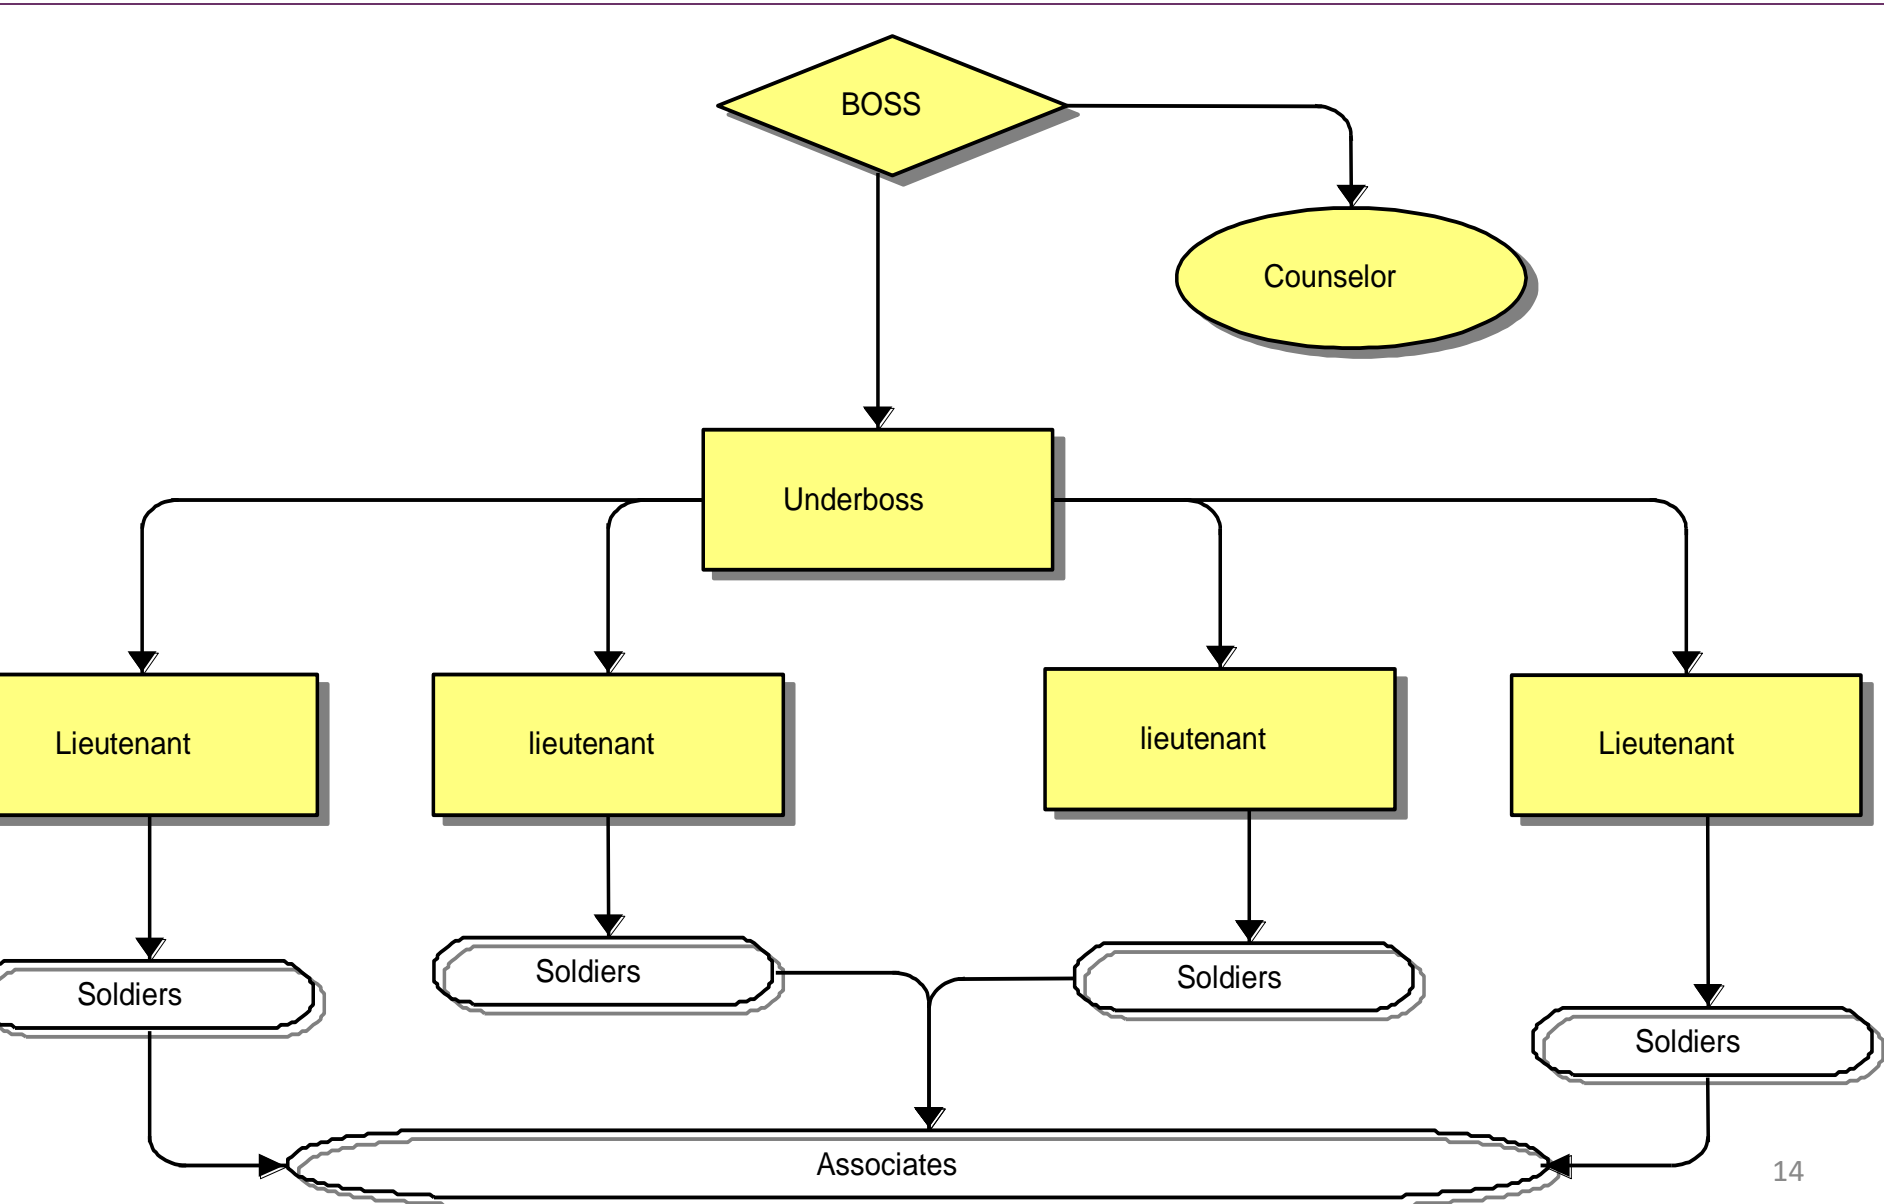 BOSS
Counselor
Underboss
Lieutenant
lieutenant
lieutenant
Lieutenant
Soldiers
Soldiers
Soldiers
Soldiers
Associates
14